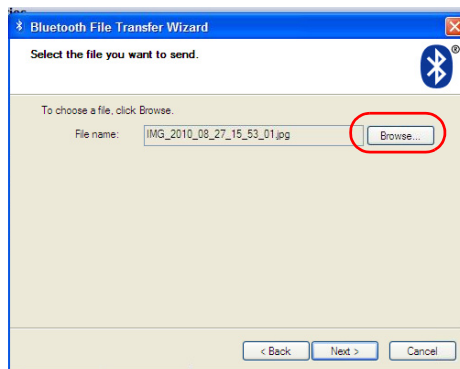 Bluetooth File Transfer Wizard
Select the file you want to send.
®
To choose a file, click Browse.
File name: IMG_2010_08_27_15_53_01.jpg Browse...
< Back Next > Cancel